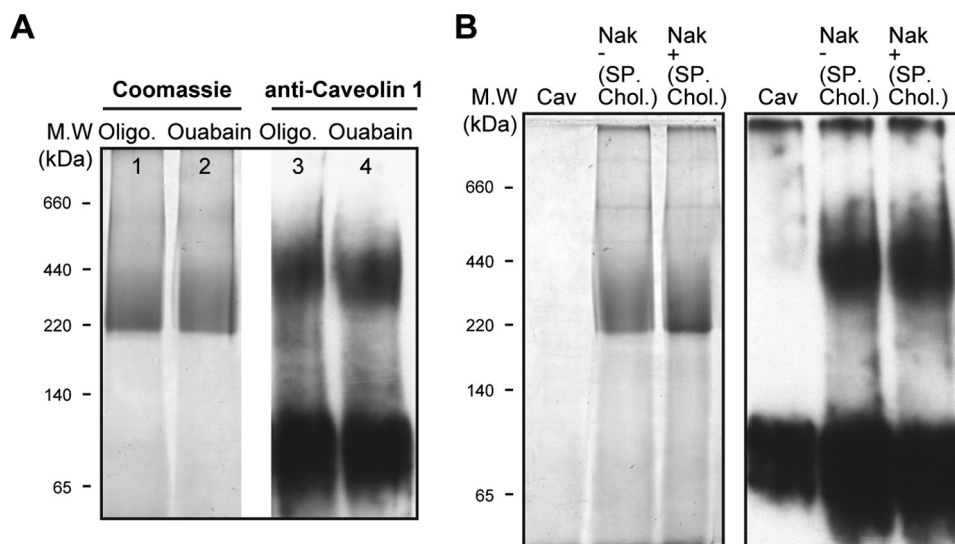 A
Coomassie anti-Caveolin 1
M.W Oligo. Ouabain Oligo. Ouabain
(kDa)
1 2 3 4
660
440
220
140
65
B
Nak Nak Nak Nak
- + - +
(SP. (SP. (SP. (SP.
M.W Cav Chol.) Chol.) Cav Chol.) Chol.)
(kDa)
660
440
220
140
65